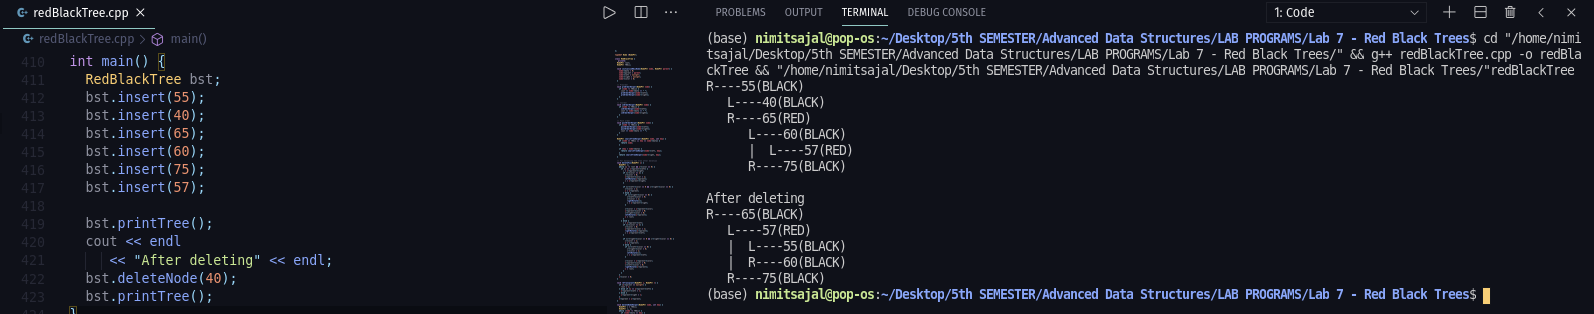 redBlackTree.cpp ×
redBlackTree.cpp > main()
410 int main() {
411 RedBlackTree bst;
412 bst.insert(55);
413 bst.insert(40);
414 bst.insert(65);
415 bst.insert(60);
416 bst.insert(75);
417 bst.insert(57);
418
419 bst.printTree();
420 cout << endl
421 << "After deleting" << endl;
422 bst.deleteNode(40);
423 bst.printTree();
424 }
PROBLEMS OUTPUT TERMINAL DEBUG CONSOLE 1: Code
(base) nimitsajal@pop-os:~/Desktop/5th SEMESTER/Advanced Data Structures/LAB PROGRAMS/Lab 7 - Red Black Trees$ cd "/home/nimi
tsajal/Desktop/5th SEMESTER/Advanced Data Structures/LAB PROGRAMS/Lab 7 - Red Black Trees/" && g++ redBlackTree.cpp -o redBla
ckTree && "/home/nimitsajal/Desktop/5th SEMESTER/Advanced Data Structures/LAB PROGRAMS/Lab 7 - Red Black Trees/"redBlackTree
R----55(BLACK)
L----40(BLACK)
R----65(RED)
L----60(BLACK)
| L----57(RED)
R----75(BLACK)
After deleting
R----65(BLACK)
L----57(RED)
| L----55(BLACK)
| R----60(BLACK)
R----75(BLACK)
(base) nimitsajal@pop-os:~/Desktop/5th SEMESTER/Advanced Data Structures/LAB PROGRAMS/Lab 7 - Red Black Trees$